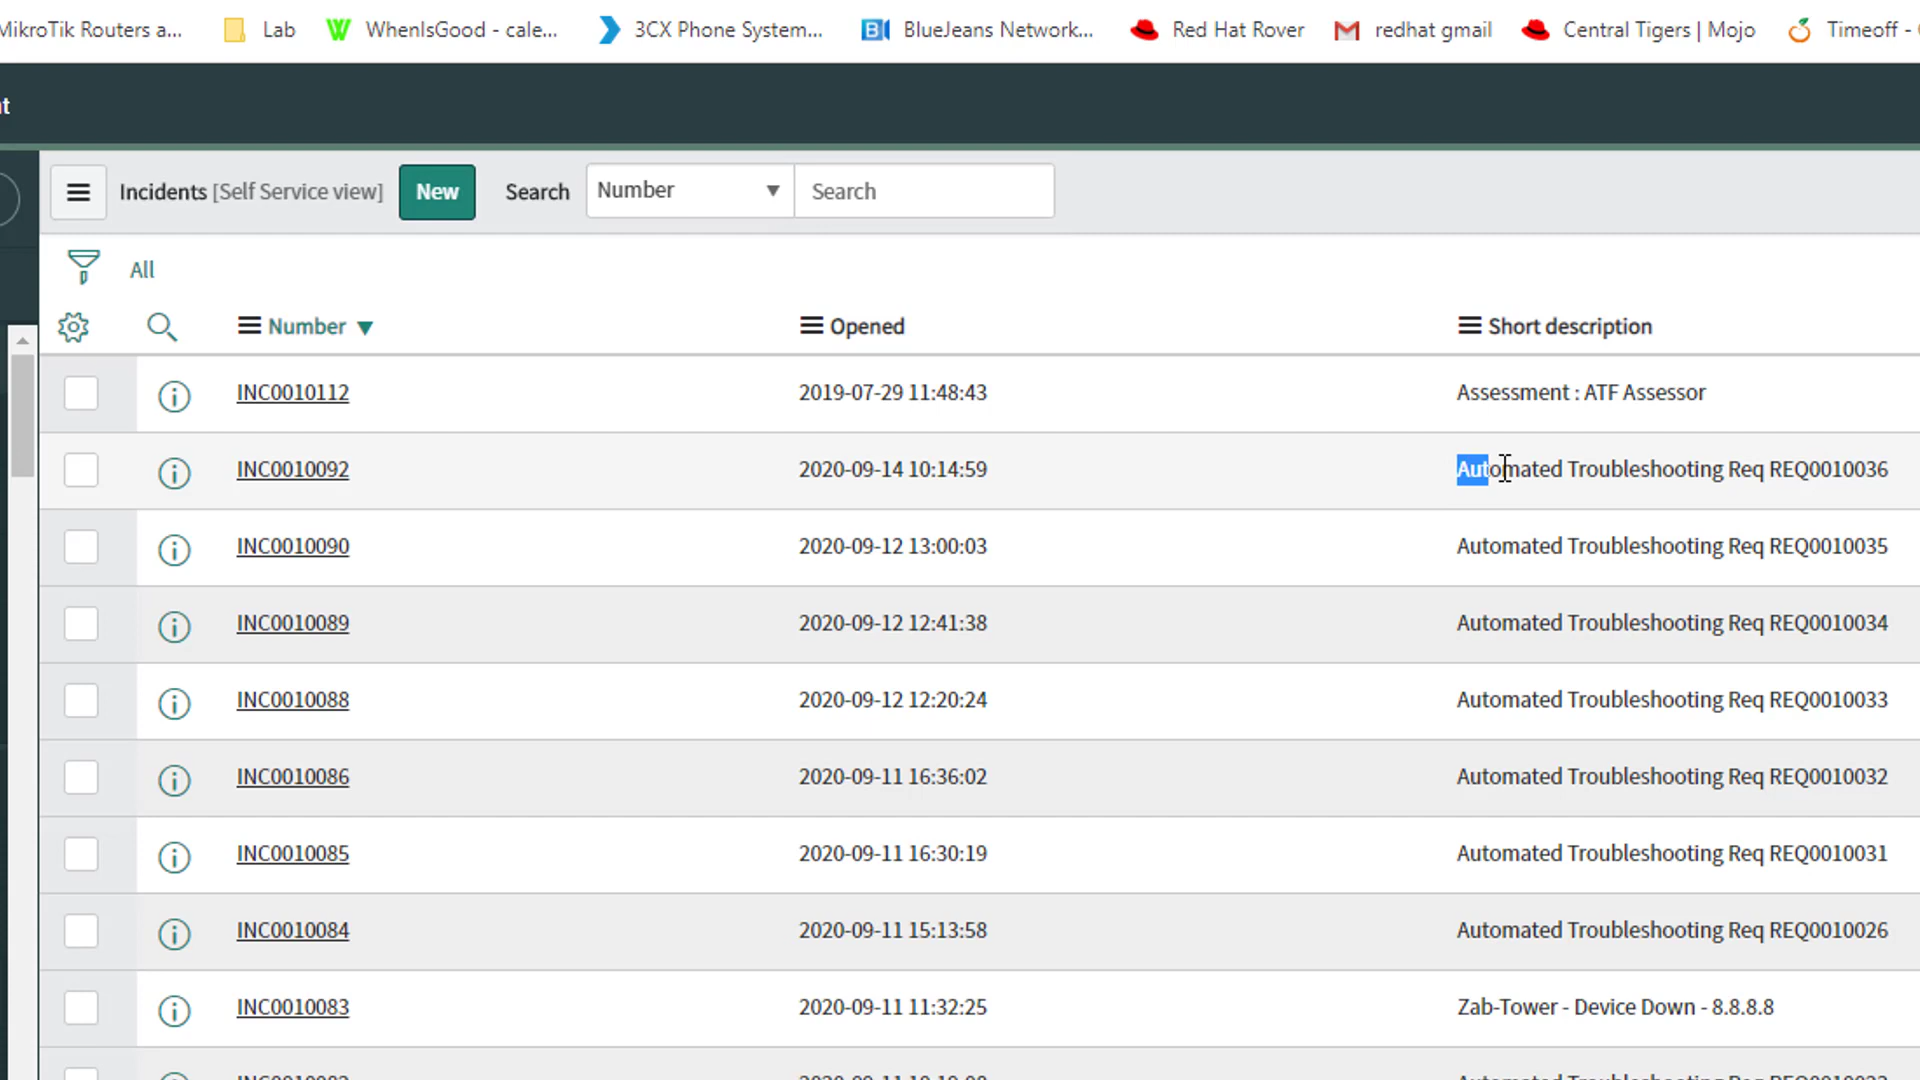 MikroTik Routers a... Lab WhenIsGood - cale... 3CX Phone System... BlueJeans Network... Red Hat Rover redhat gmail Central Tigers | Mojo Timeoff -
Incidents [Self Service view] New Search Number Search
All
Number Opened Short description
INC0010112 2019-07-29 11:48:43 Assessment : ATF Assessor
INC0010092 2020-09-14 10:14:59 Automated Troubleshooting Req REQ0010036
INC0010090 2020-09-12 13:00:03 Automated Troubleshooting Req REQ0010035
INC0010089 2020-09-12 12:41:38 Automated Troubleshooting Req REQ0010034
INC0010088 2020-09-12 12:20:24 Automated Troubleshooting Req REQ0010033
INC0010086 2020-09-11 16:36:02 Automated Troubleshooting Req REQ0010032
INC0010085 2020-09-11 16:30:19 Automated Troubleshooting Req REQ0010031
INC0010084 2020-09-11 15:13:58 Automated Troubleshooting Req REQ0010026
INC0010083 2020-09-11 11:32:25 Zab-Tower - Device Down - 8.8.8.8